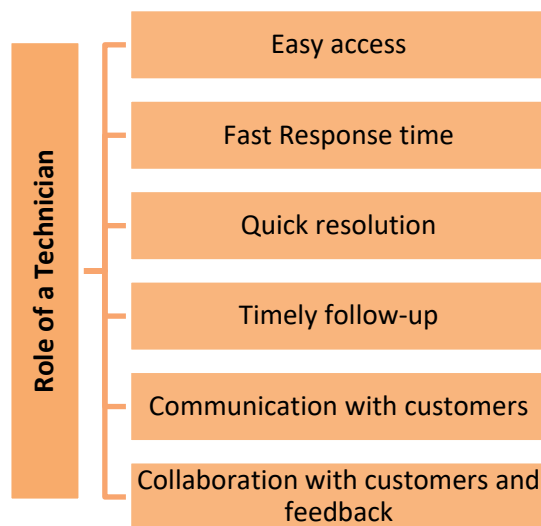 Role of a Technician
Easy access
Fast Response time
Quick resolution
Timely follow-up
Communication with customers
Collaboration with customers and
feedback